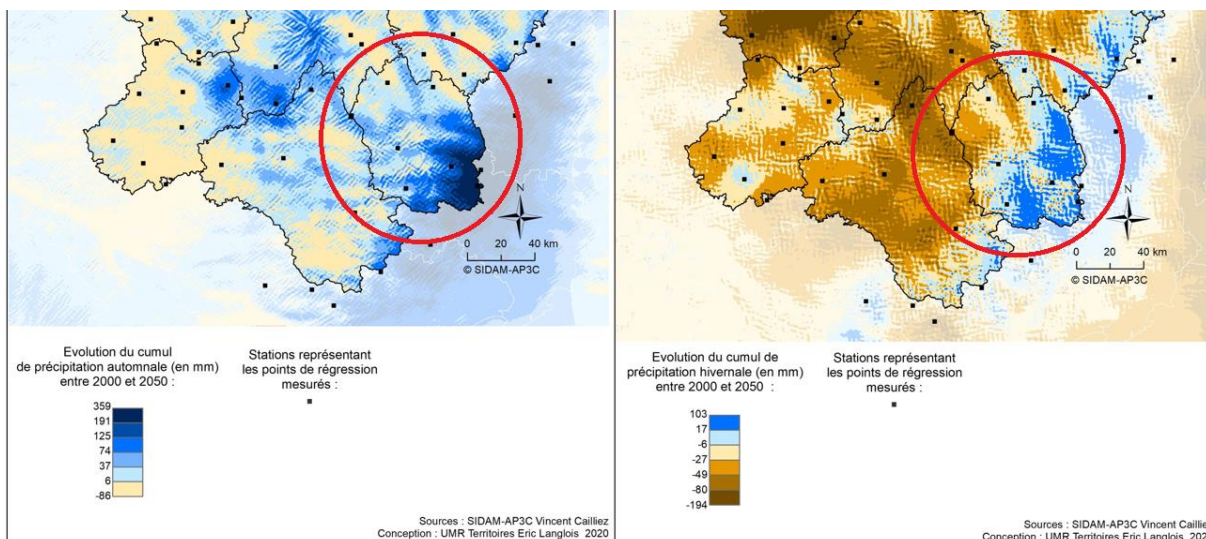 N
0 20 40 km
© SIDAM-AP3C
Evolution du cumul
de précipitation automnale (en mm)
entre 2000 et 2050 :
Stations représentant
les points de régression
mesurés :
359
191
125
74
37
6
-86
Sources : SIDAM-AP3C Vincent Cailliez
Conception : UMR Territoires Eric Langlois 2020
N
0 20 40 km
© SIDAM-AP3C
Evolution du cumul de
précipitation hivernale (en mm)
entre 2000 et 2050 :
Stations représentant
les points de régression
mesurés :
103
17
-6
-27
-49
-80
-194
Sources : SIDAM-AP3C Vincent Caillie
Conception : UMR Territoires Eric Langlois 202